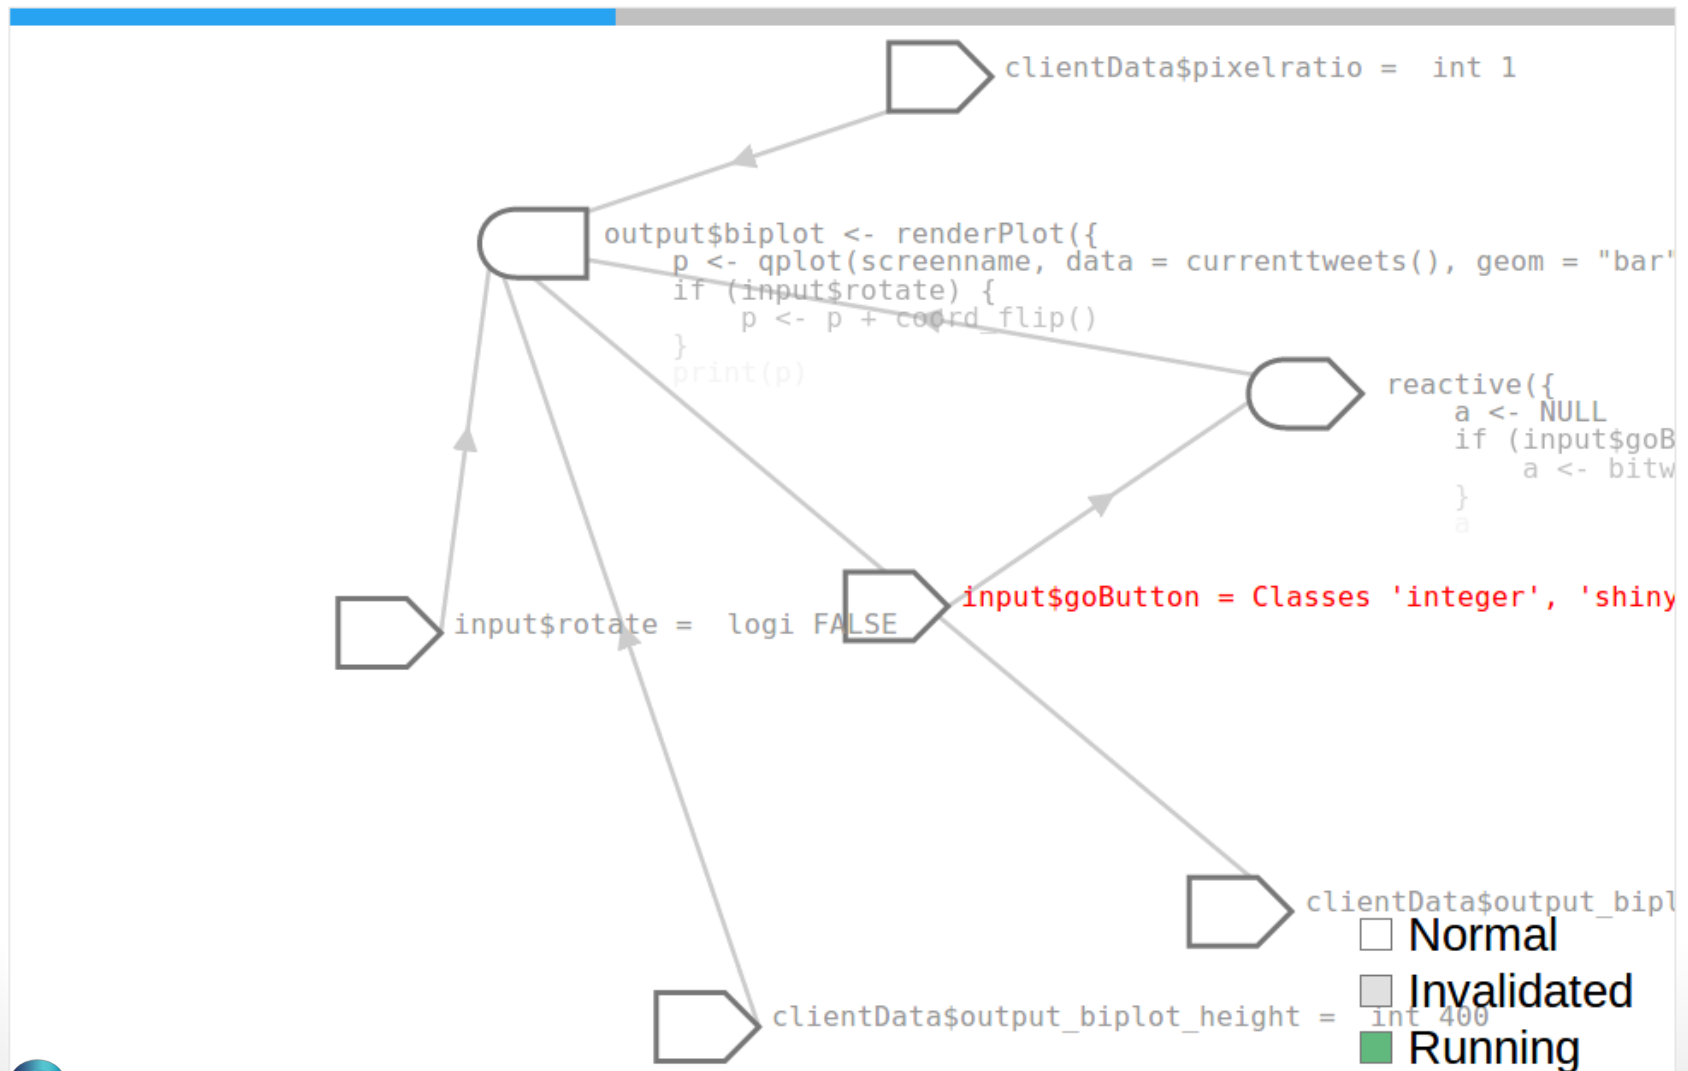 clientData$pixelratio =  int 1
output$biplot <- renderPlot({
p <- qplot(screenname, data = currenttweets(), geom = "bar"
if (input$rotate) {
p <- p + coord_flip()
}
print(p)
reactive({
a <- NULL
if (input$goB
a <- bitw
}
a
input$goButton = Classes 'integer', 'shiny
input$rotate =  logi FALSE
clientData$output_bipl
Normal
Invalidated
clientData$output_biplot_height =  int 400
Running